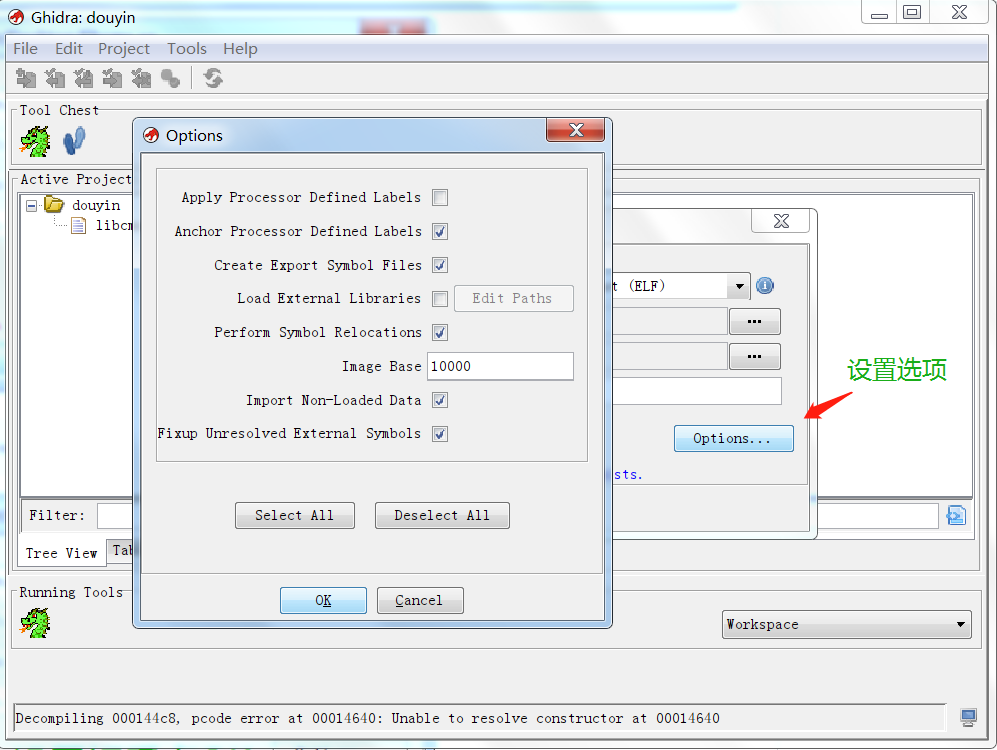 Ghidra: douyin
File Edit Project Tools Help
Tool Chest
Options
Active Project
douyin
libcm
Apply Processor Defined Labels
Anchor Processor Defined Labels
Create Export Symbol Files
Load External Libraries Edit Paths
Perform Symbol Relocations
Image Base 10000
Import Non-Loaded Data
Fixup Unresolved External Symbols
Select All Deselect All
OK Cancel
t (ELF)
...
...
设置选项
Options...
sts.
Filter:
Tree View Tab
Running Tools
Workspace
Decompiling 000144c8, pcode error at 00014640: Unable to resolve constructor at 00014640